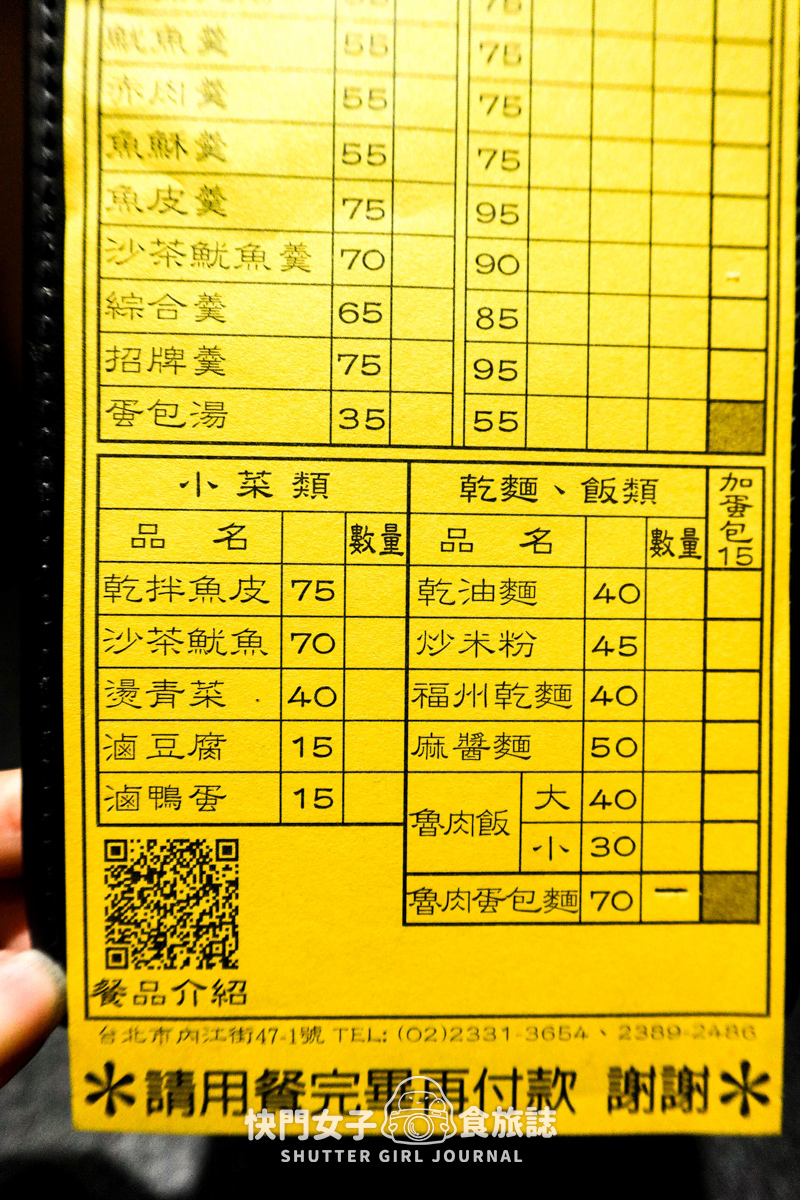 75
魷魚羹 55 75
赤肉羹 55 75
魚酥羹 55 75
魚皮羹 75 95
沙茶魷魚羹 70 90
綜合羹 65 85
招牌羹 75 95
蛋包湯 35 55
小菜類 乾麵、飯類 加蛋包15
品名 數量 品名 數量
乾拌魚皮 75 乾油麵 40
沙茶魷魚 70 炒米粉 45
燙青菜 40 福州乾麵 40
滷豆腐 15 麻醬麵 50
滷鴨蛋 15 魯肉飯 大 40
小 30
魯肉蛋包麵 70 一
餐品介紹
台北市內江街47-1號 TEL: (02)2331-3654、2389-2486
*請用餐完畢再付款 謝謝*
快門女子 食旅誌
SHUTTER GIRL JOURNAL